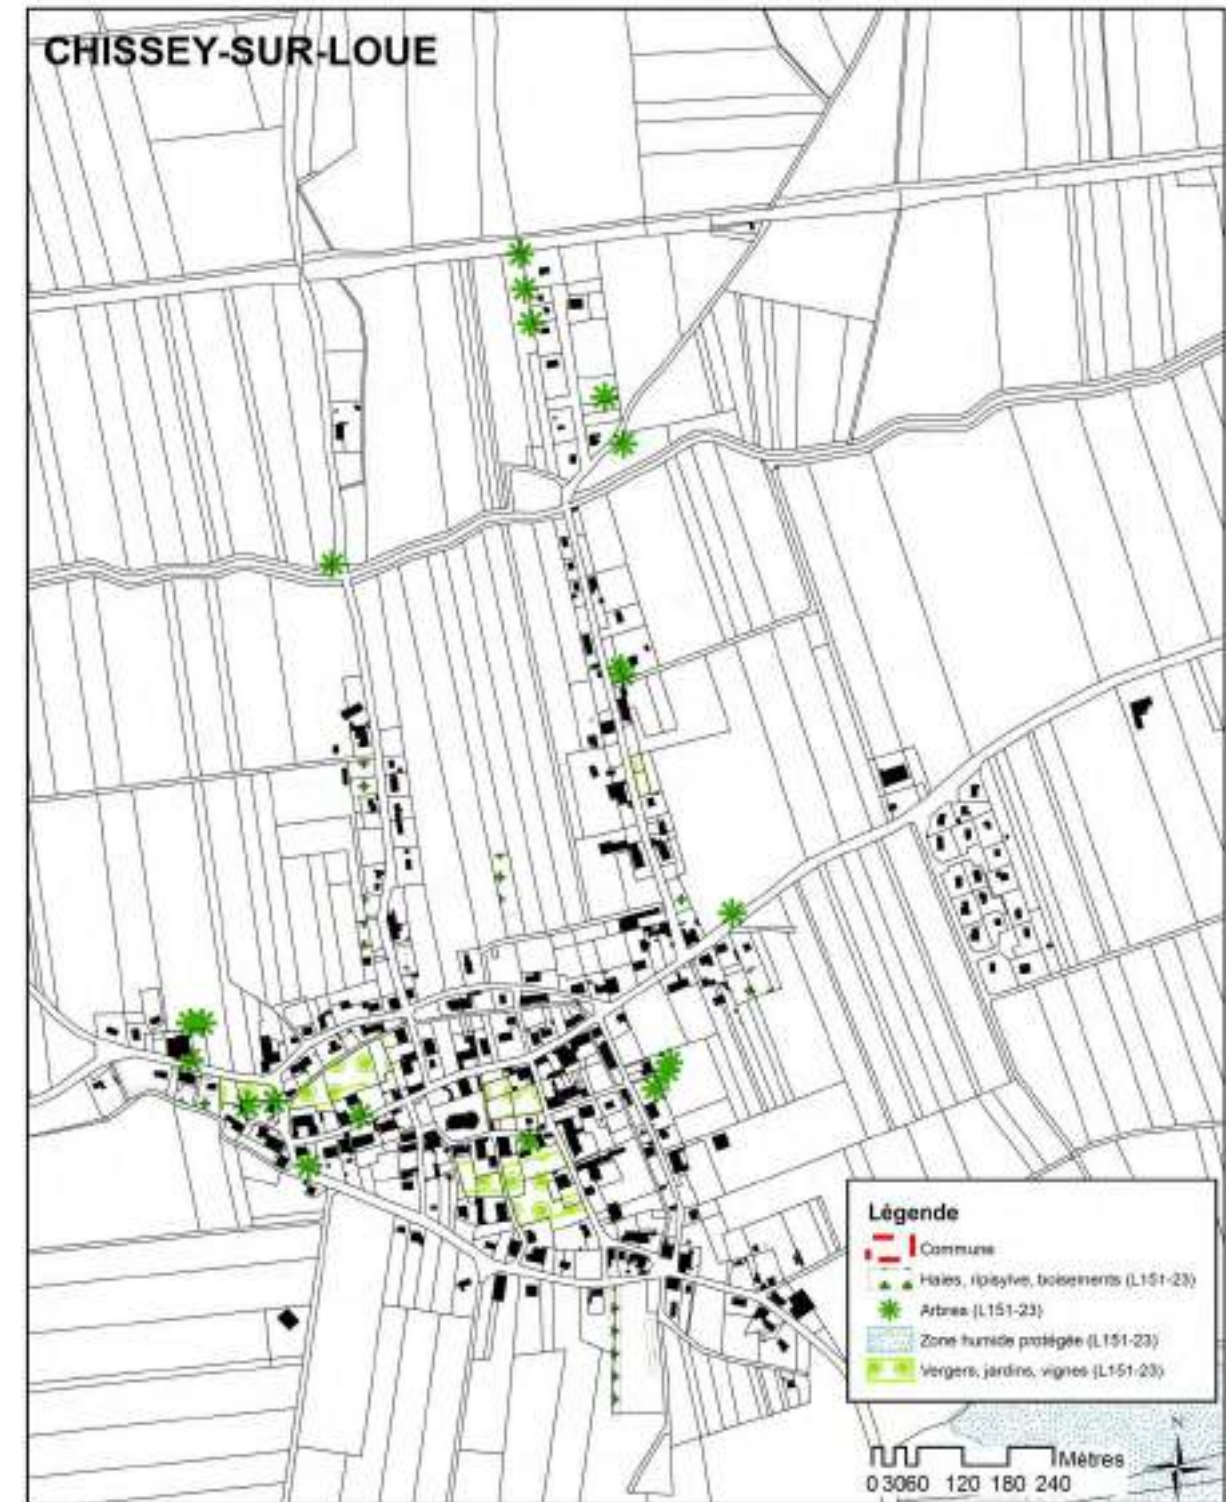 CHISSEY-SUR-LOUE
Légende
Commune
Haies, ripisylve, boisements (L151-23)
Arbres (L151-23)
Zone humide protégée (L151-23)
Vergers, jardins, vignes (L151-23)
N
Mètres
0 30 60 120 180 240